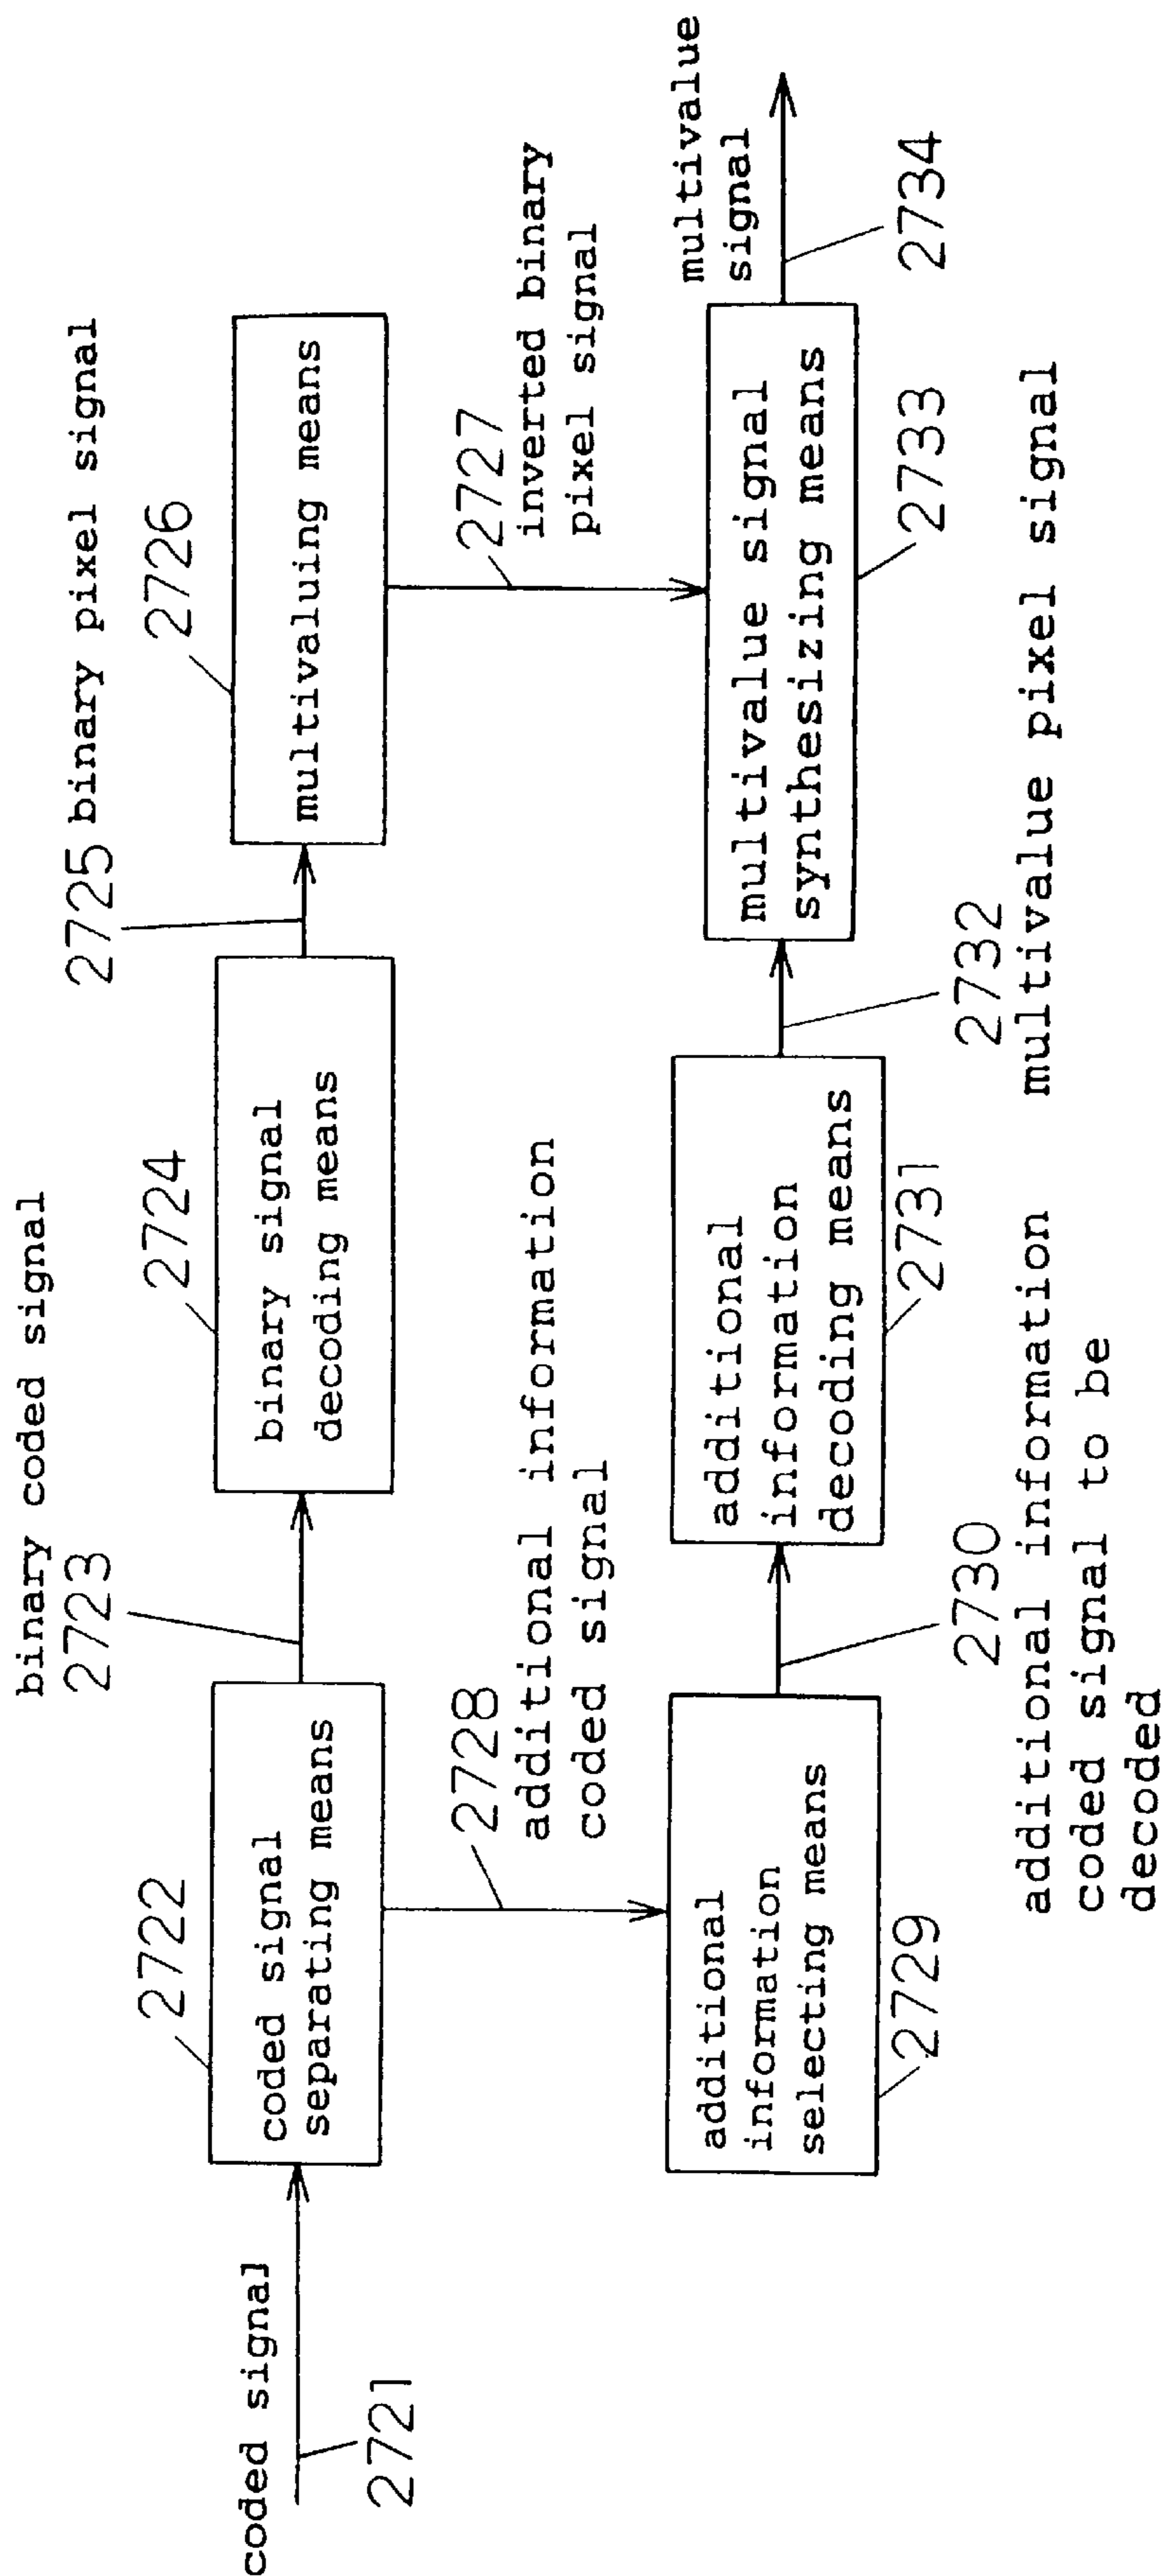 coded signal
2721
2722
coded signal
separating means
binary coded signal
2723
2724
binary signal
decoding means
2725 binary pixel signal
2726
multivaluing means
2727
inverted binary
pixel signal
2728
additional information
coded signal
additional
information
selecting means
2729
2730
additional information
coded signal to be
decoded
additional
information
decoding means
2731
2732
multivalue pixel signal
multivalue signal
synthesizing means
2733
multivalue
signal
2734